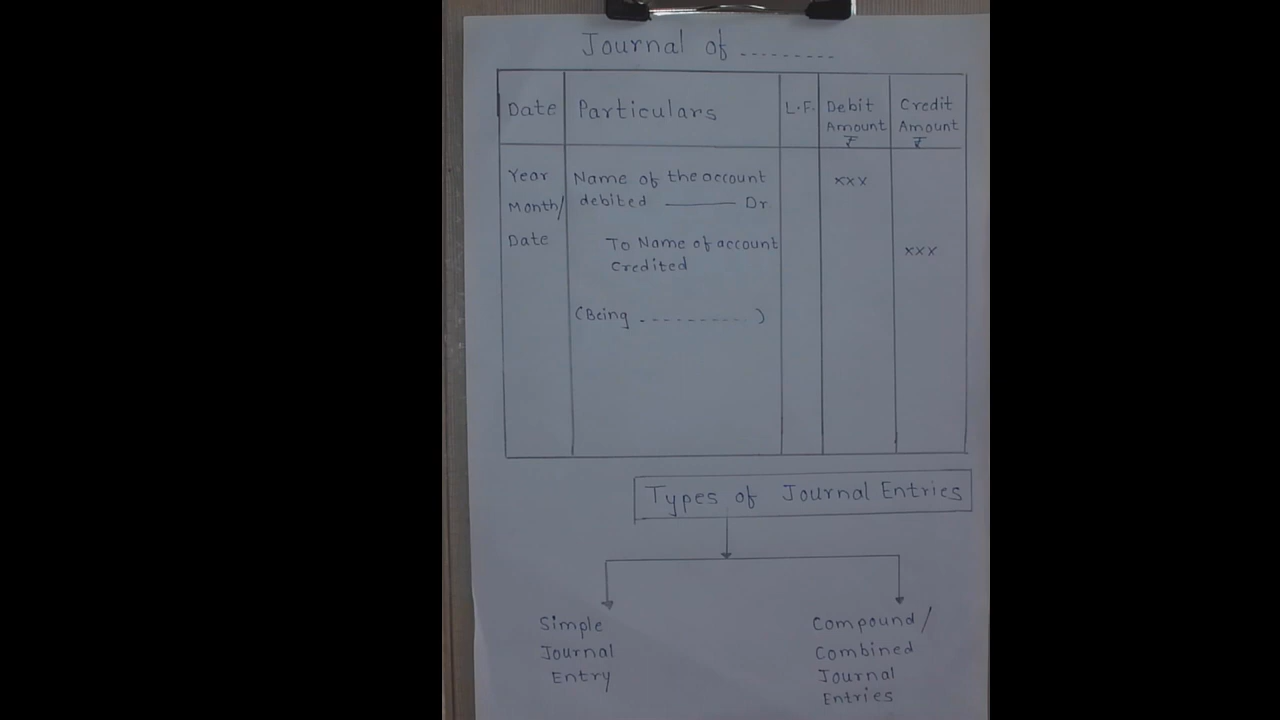 Journal of ---------
Date Particulars L.F. Debit Amount ₹ Credit Amount ₹
Year Name of the account xxx
Month/ debited ——— Dr
Date To Name of account xxx
Credited
(Being ---------- )
Types of Journal Entries
Simple Compound /
Journal Combined
Entry Journal
Entries